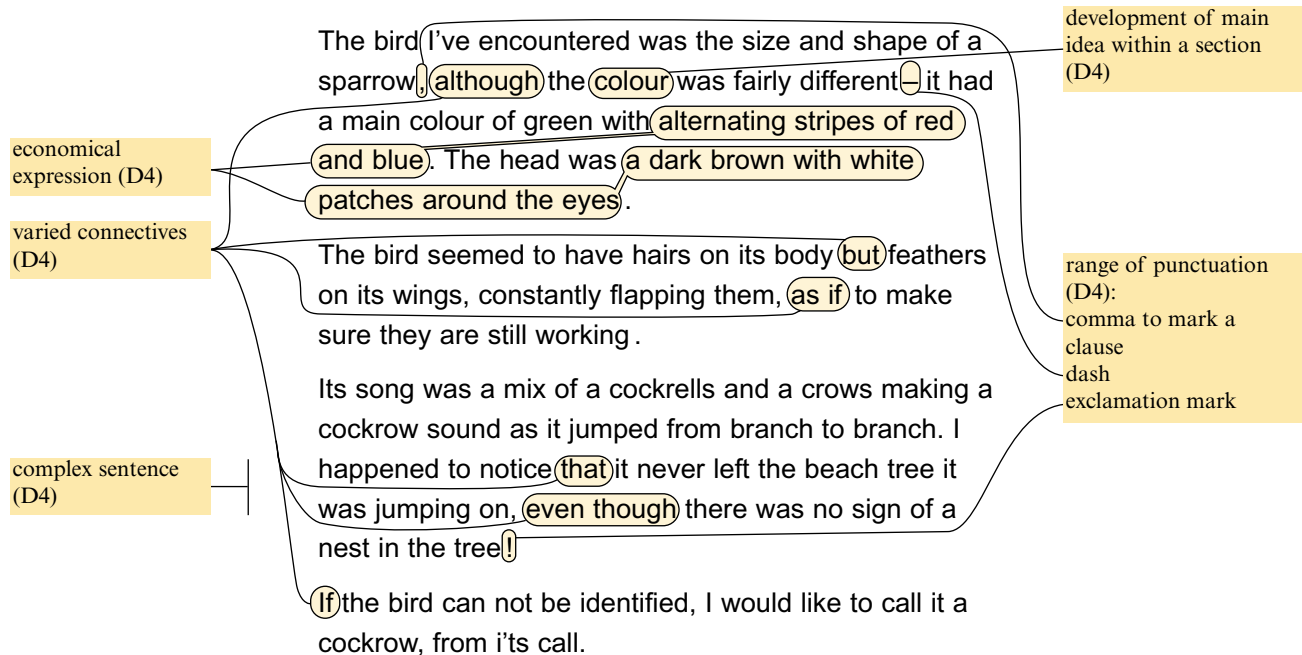 The bird I've encountered was the size and shape of a
sparrow, although the colour was fairly different – it had
a main colour of green with alternating stripes of red
and blue. The head was a dark brown with white
patches around the eyes.
The bird seemed to have hairs on its body but feathers
on its wings, constantly flapping them, as if to make
sure they are still working.
Its song was a mix of a cockrells and a crows making a
cockrow sound as it jumped from branch to branch. I
happened to notice that it never left the beach tree it
was jumping on, even though there was no sign of a
nest in the tree!
If the bird can not be identified, I would like to call it a
cockrow, from i'ts call.
economical
expression (D4)
varied connectives
(D4)
complex sentence
(D4)
development of main
idea within a section
(D4)
range of punctuation
(D4):
comma to mark a
clause
dash
exclamation mark